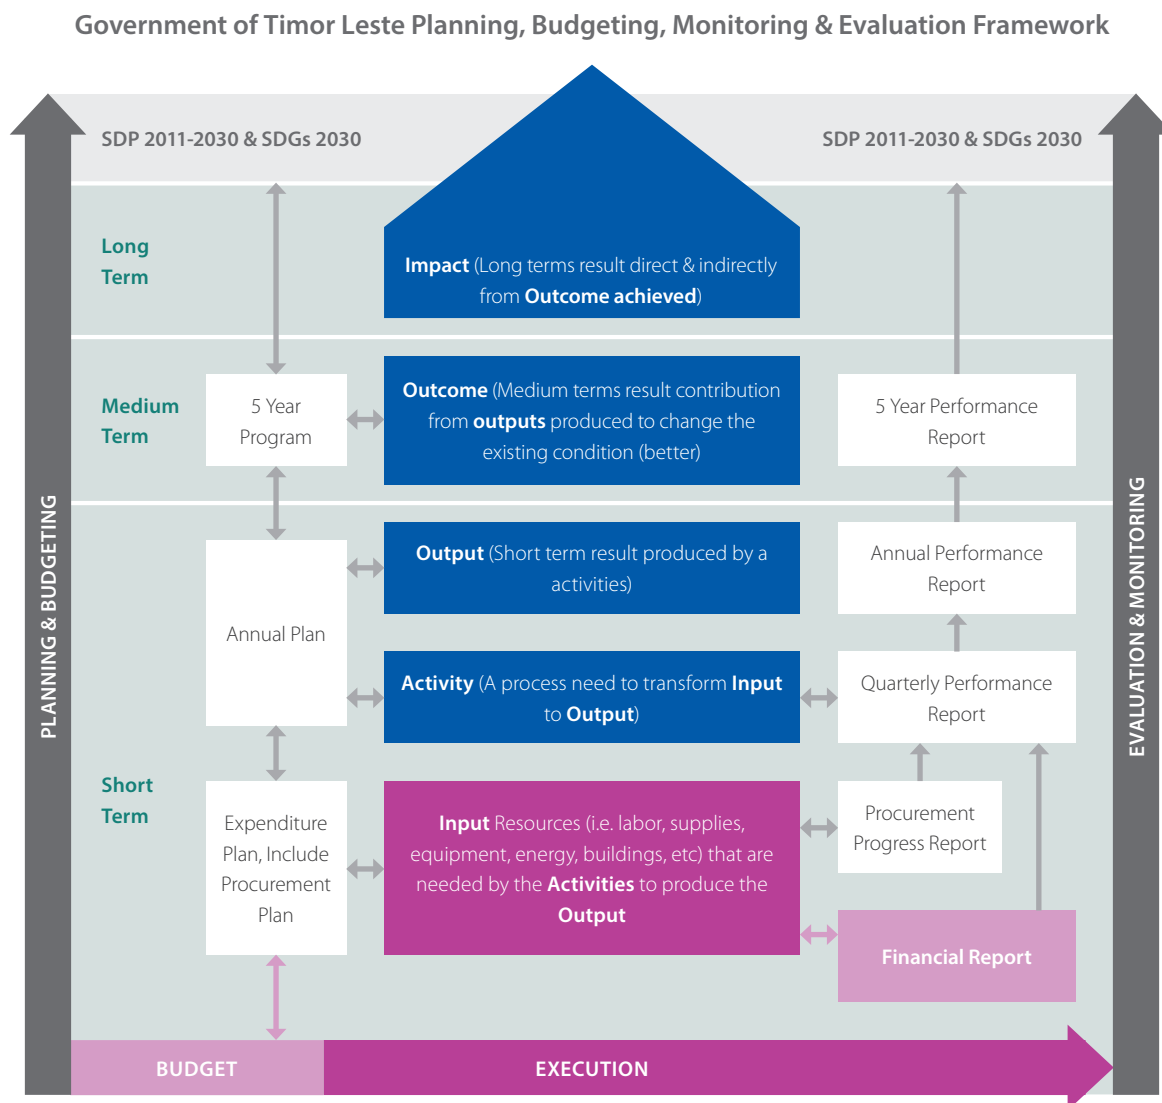 Government of Timor Leste Planning, Budgeting, Monitoring & Evaluation Framework
SDP 2011-2030 & SDGs 2030
SDP 2011-2030 & SDGs 2030
Long
Term
Impact (Long terms result direct & indirectly
from Outcome achieved)
Medium
Term
5 Year
Program
Outcome (Medium terms result contribution
from outputs produced to change the
existing condition (better)
5 Year Performance
Report
PLANNING & BUDGETING
EVALUATION & MONITORING
Short
Term
Annual Plan
Output (Short term result produced by a
activities)
Annual Performance
Report
Activity (A process need to transform Input
to Output)
Quarterly Performance
Report
Expenditure
Plan, Include
Procurement
Plan
Input Resources (i.e. labor, supplies,
equipment, energy, buildings, etc) that are
needed by the Activities to produce the
Output
Procurement
Progress Report
Financial Report
BUDGET
EXECUTION